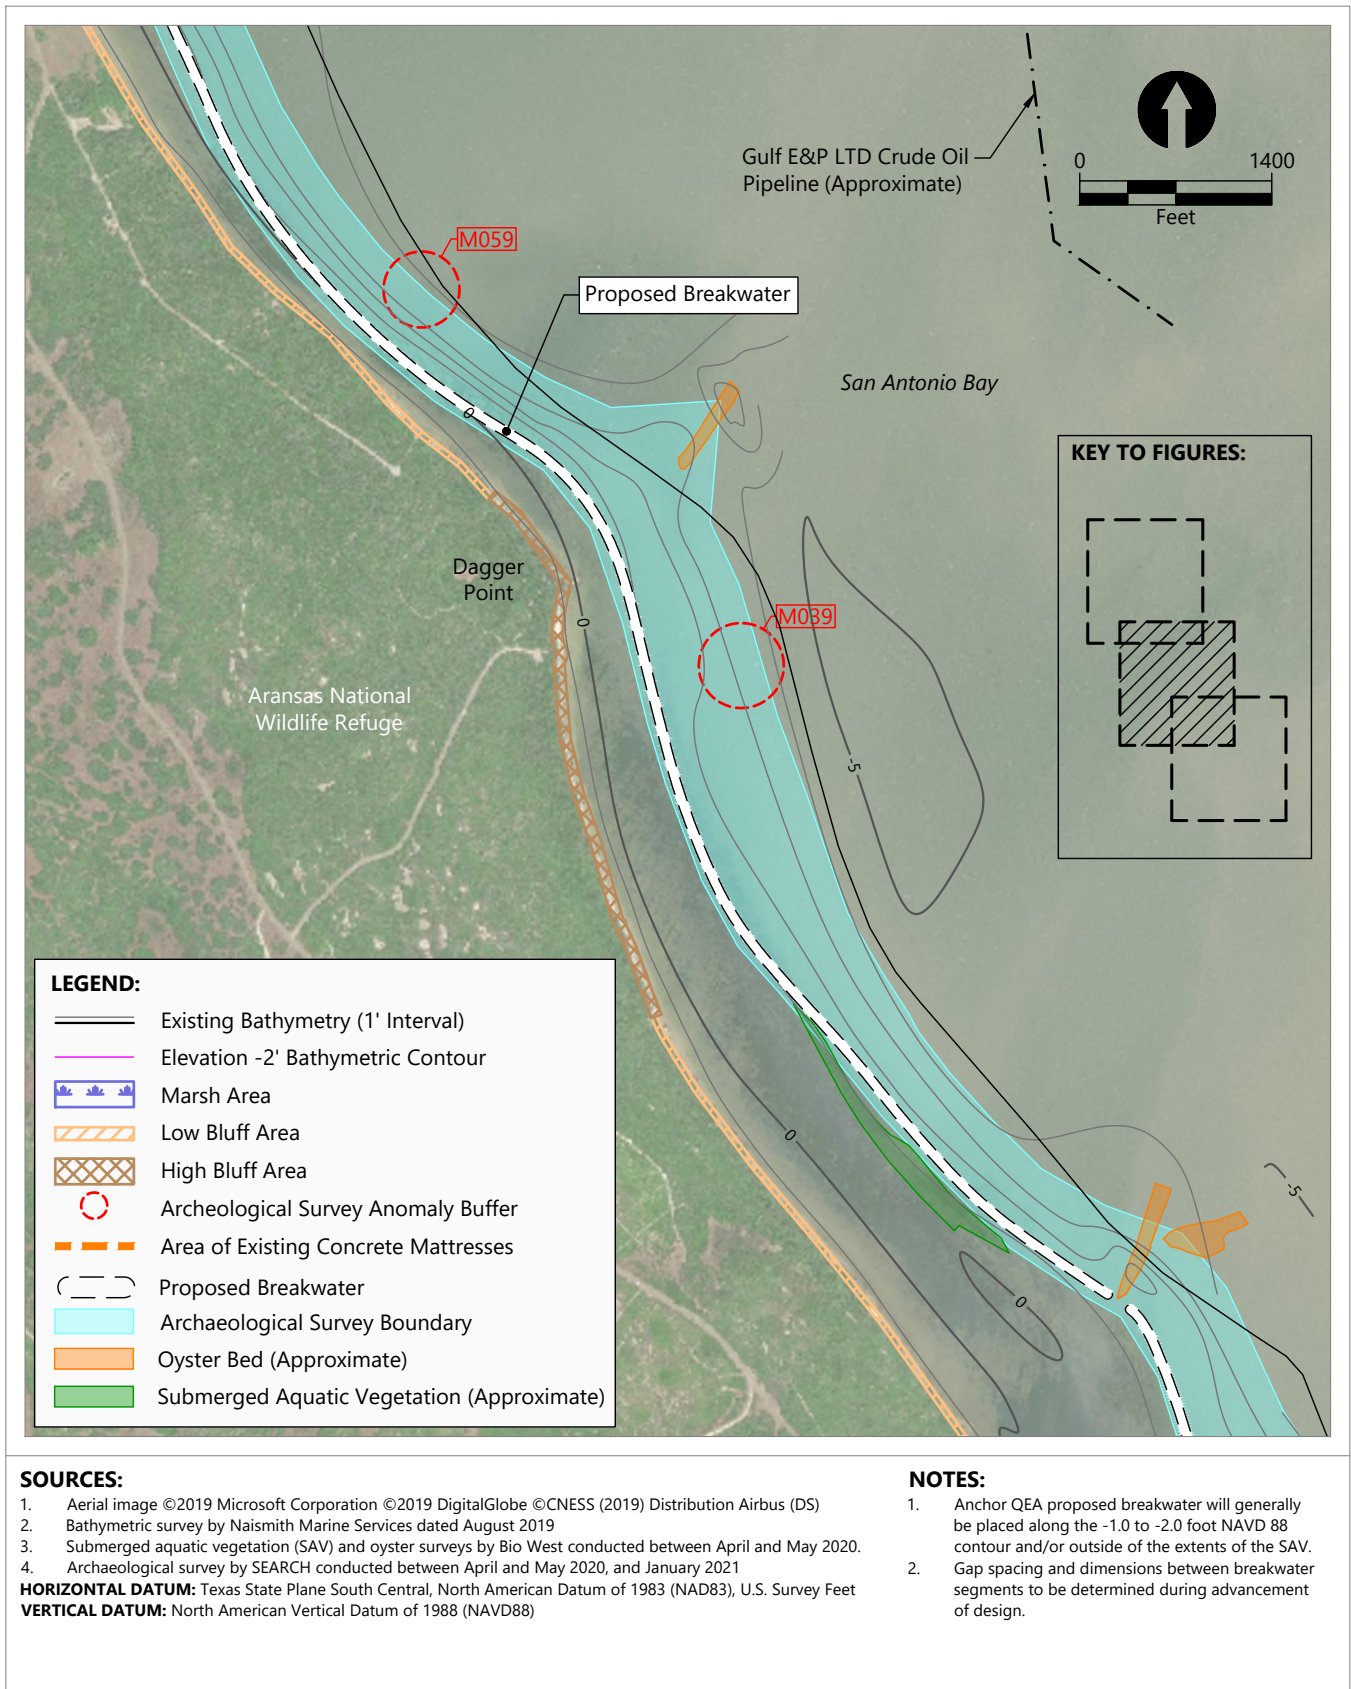 Gulf E&P LTD Crude Oil
Pipeline (Approximate)
0 1400
Feet
M059
Proposed Breakwater
San Antonio Bay
KEY TO FIGURES:
0
Dagger
Point
0
M039
Aransas National
Wildlife Refuge
-5
0
-5
0
LEGEND:
Existing Bathymetry (1' Interval)
Elevation -2' Bathymetric Contour
Marsh Area
Low Bluff Area
High Bluff Area
Archeological Survey Anomaly Buffer
Area of Existing Concrete Mattresses
Proposed Breakwater
Archaeological Survey Boundary
Oyster Bed (Approximate)
Submerged Aquatic Vegetation (Approximate)
SOURCES:
1. Aerial image ©2019 Microsoft Corporation ©2019 DigitalGlobe ©CNESS (2019) Distribution Airbus (DS)
2. Bathymetric survey by Naismith Marine Services dated August 2019
3. Submerged aquatic vegetation (SAV) and oyster surveys by Bio West conducted between April and May 2020.
4. Archaeological survey by SEARCH conducted between April and May 2020, and January 2021
HORIZONTAL DATUM: Texas State Plane South Central, North American Datum of 1983 (NAD83), U.S. Survey Feet
VERTICAL DATUM: North American Vertical Datum of 1988 (NAVD88)
NOTES:
1. Anchor QEA proposed breakwater will generally
be placed along the -1.0 to -2.0 foot NAVD 88
contour and/or outside of the extents of the SAV.
2. Gap spacing and dimensions between breakwater
segments to be determined during advancement
of design.